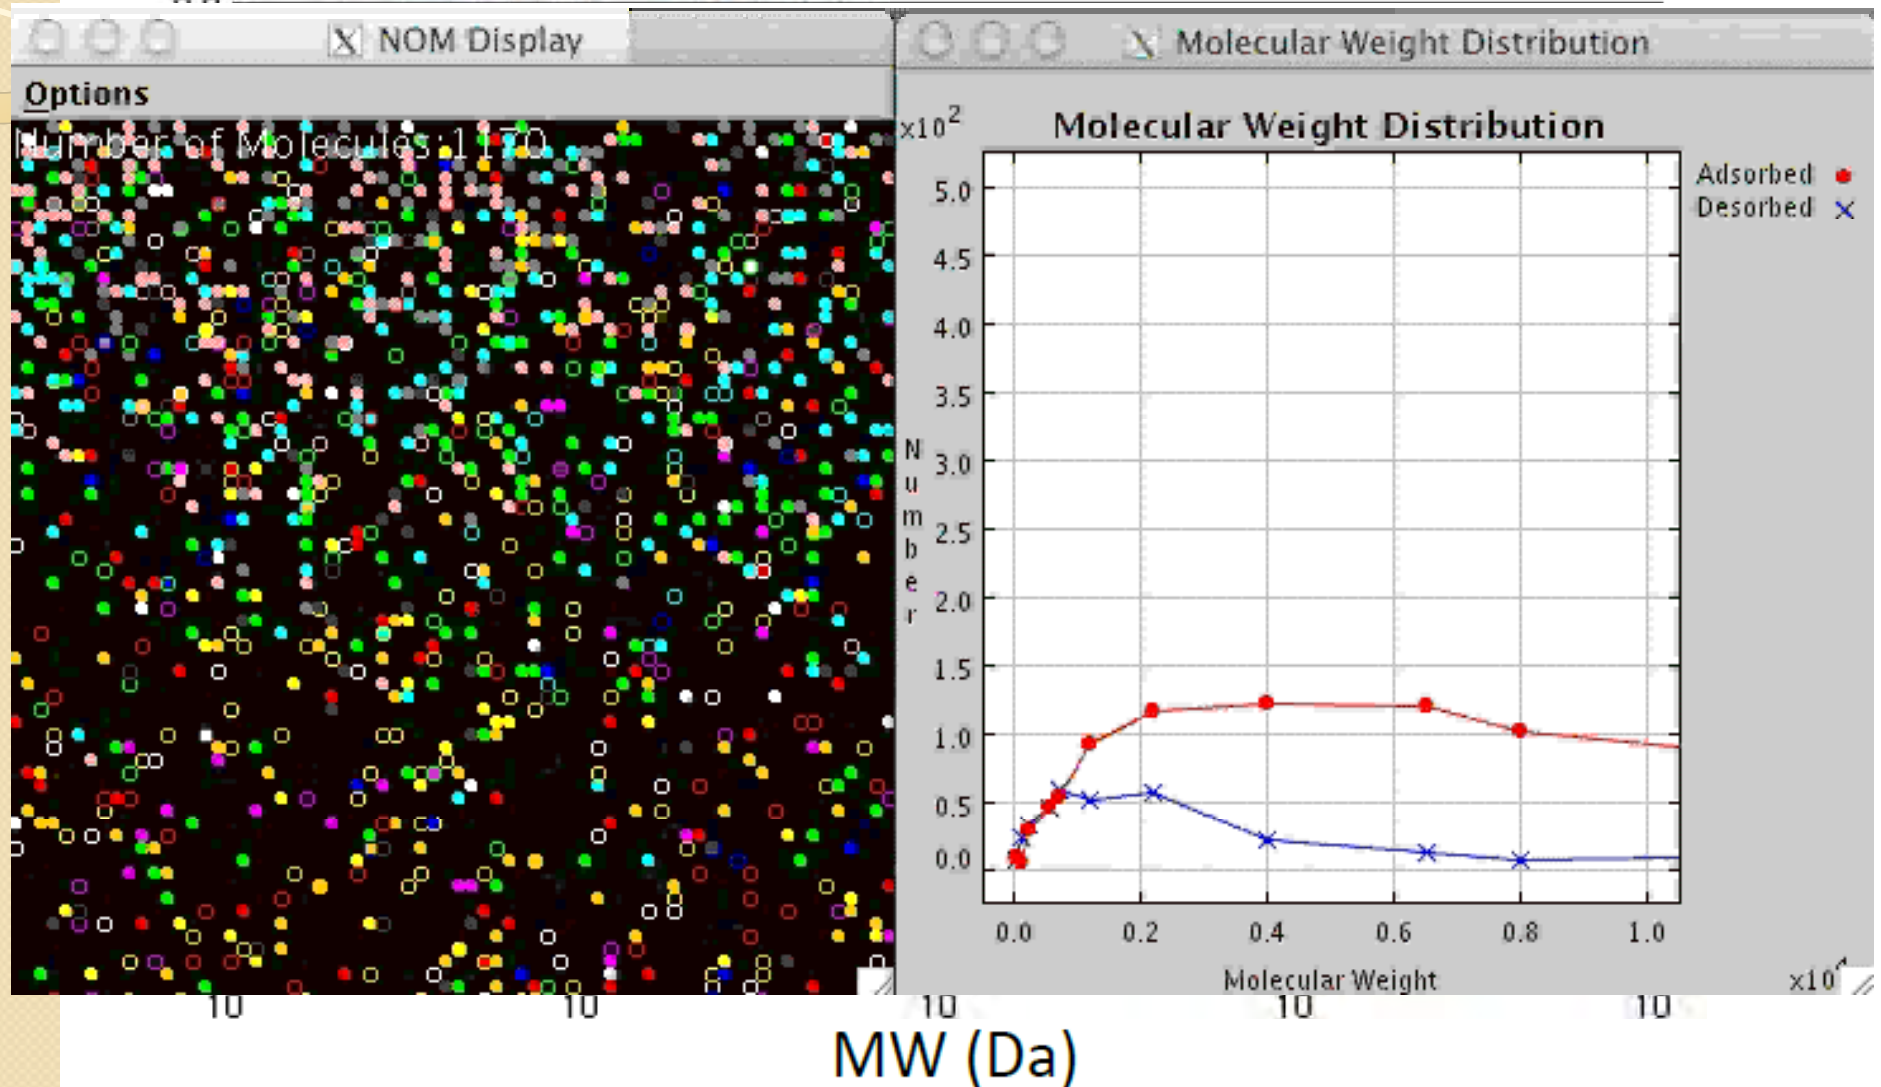 NOM Display
Options
Number of Molecules:1170
Molecular Weight Distribution
x10²
Molecular Weight Distribution
Adsorbed
Desorbed
5.0
4.5
4.0
3.5
3.0
2.5
2.0
1.5
1.0
0.5
0.0
Number
0.0 0.2 0.4 0.6 0.8 1.0
Molecular Weight
x10⁴
10 10 10 10 10
MW (Da)